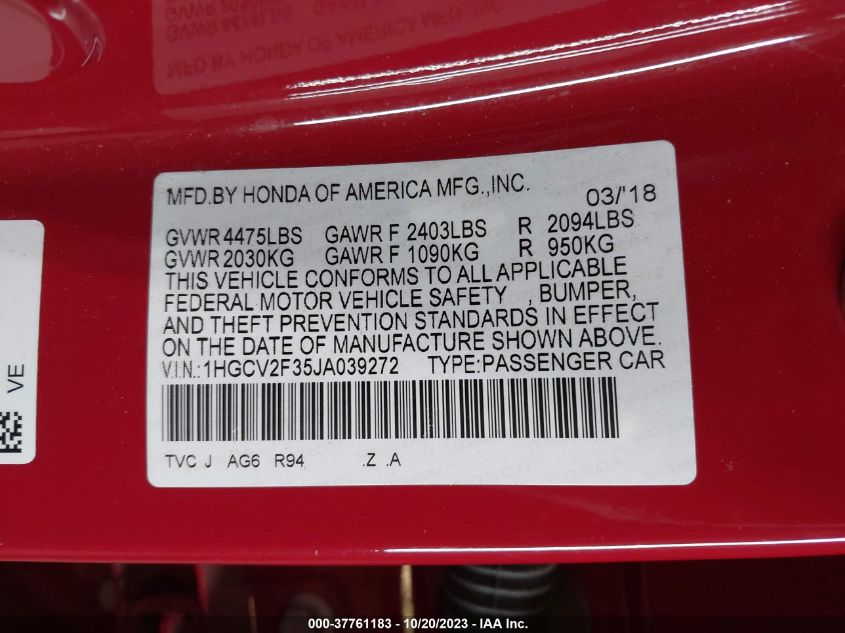 MFD.BY HONDA OF AMERICA MFG.,INC. 03/'18
GVWR 4475LBS GAWR F 2403LBS R 2094LBS
GVWR 2030KG GAWR F 1090KG R 950KG
THIS VEHICLE CONFORMS TO ALL APPLICABLE
FEDERAL MOTOR VEHICLE SAFETY , BUMPER,
AND THEFT PREVENTION STANDARDS IN EFFECT
ON THE DATE OF MANUFACTURE SHOWN ABOVE.
V.I.N.:1HGCV2F35JA039272 TYPE:PASSENGER CAR
TVC J AG6 R94 .Z .A
VE
000-37761183 - 10/20/2023 - IAA, Inc.